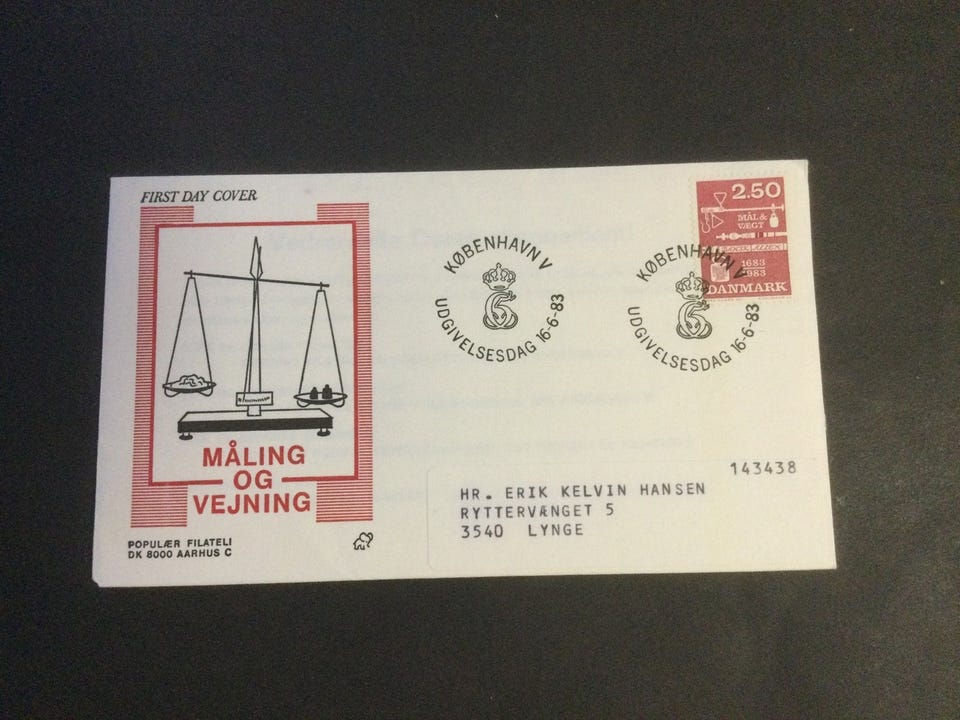 FIRST DAY COVER
MÅLING
OG
VEJNING
POPULÆR FILATELI
DK 8000 AARHUS C
KØBENHAVN V
UDGIVELSESDAG 16-6-83
KØBENHAVN V
UDGIVELSESDAG 16-6-83
2.50
MÅL &
VÆGT
1683
1983
DANMARK
143438
HR. ERIK KELVIN HANSEN
RYTTERVÆNGET 5
3540 LYNGE